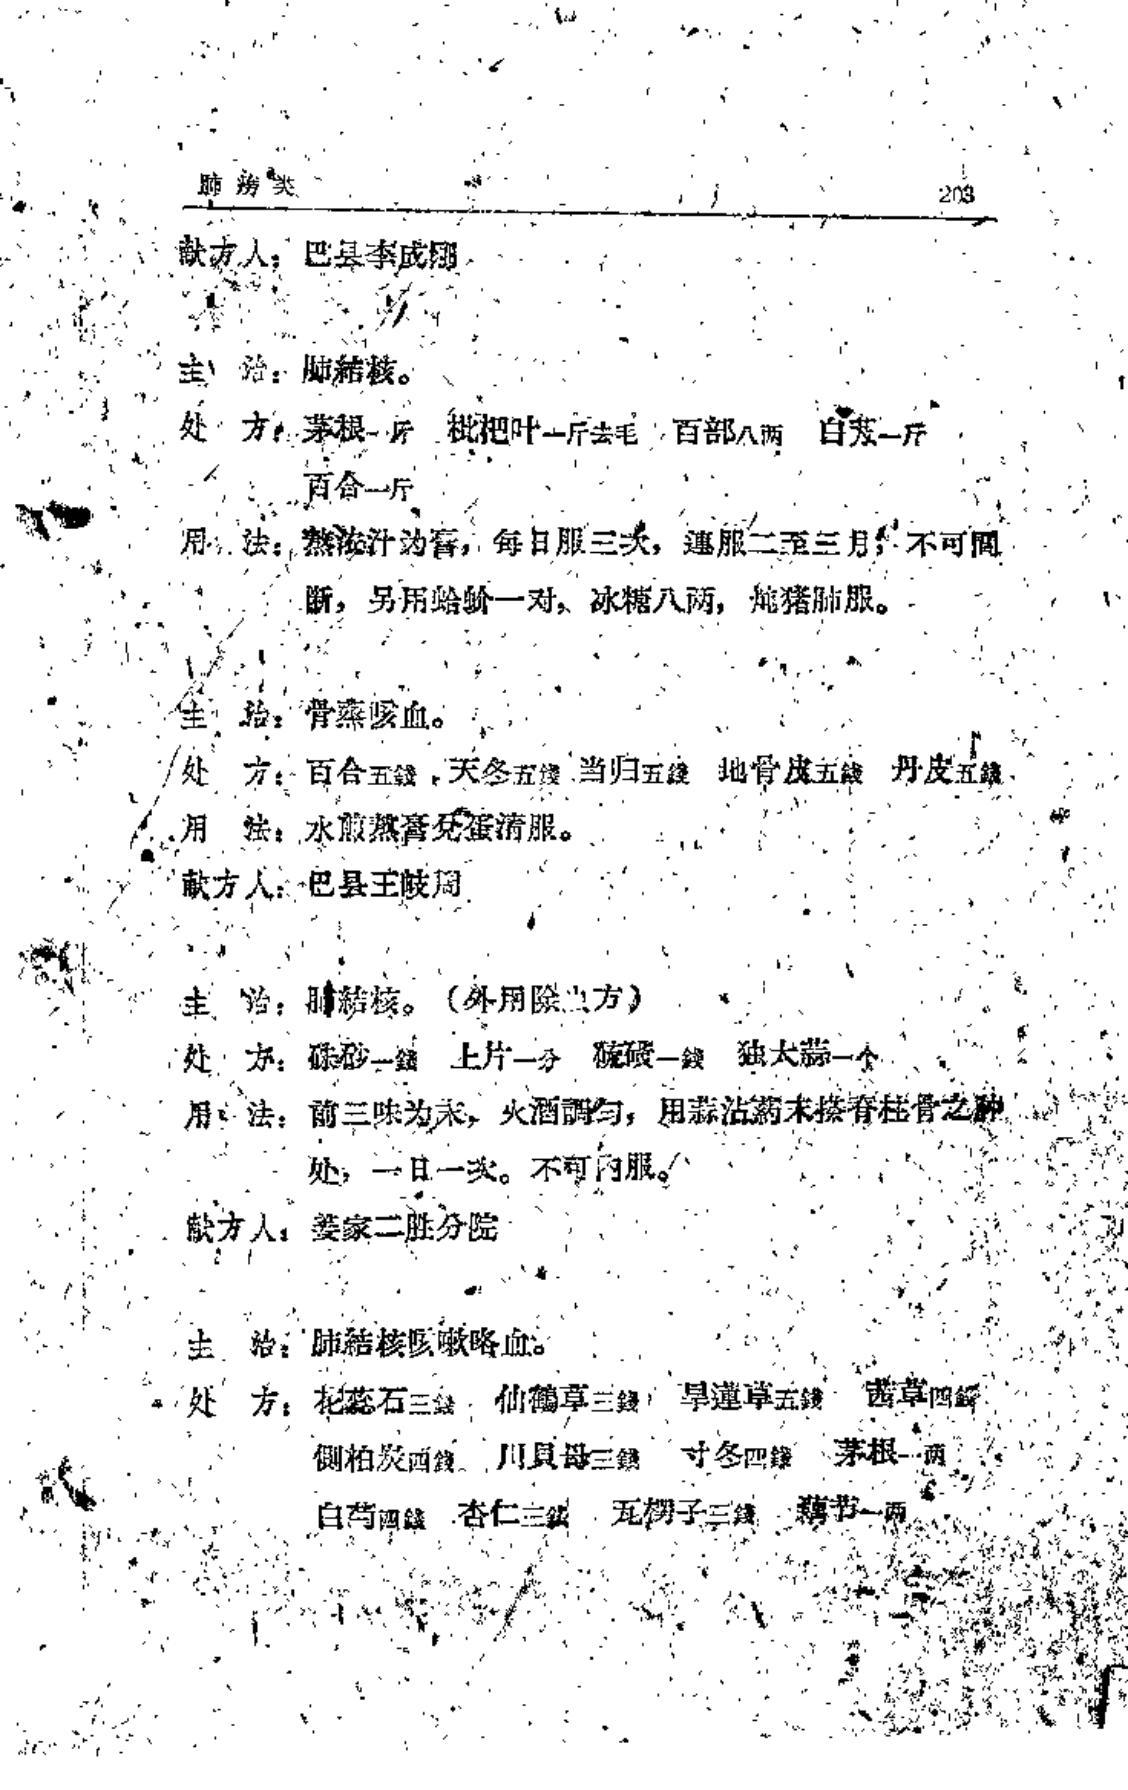 肺痨类 203
献方人：巴县李成
主 治：肺結核。
处 方：茅根一斤 枇杷叶一斤去毛 百部八两 白芨一斤
百合一斤
用 法：熬浓汁为膏，每日服三次，連服二至三月，不可間
断，另用蛤蚧一对、冰糖八两，炖猪肺服。
主 治：骨蒸咳血。
处 方：百合五錢 天冬五錢 当归五錢 地骨皮五錢 丹皮五錢
用 法：水煎熬膏兑蛋清服。
献方人：巴县王岐周
主 治：肺結核。（外用除虫方）
处 方：硃砂一錢 上片一分 硫磺一錢 独大蒜一个
用 法：前三味为末，火酒調匀，用蒜沾药末搽脊柱骨之肿
处，一日一次。不可内服。
献方人：姜家二胜分院
主 治：肺結核咳嗽咯血。
处 方：花蕊石三錢 仙鶴草三錢 旱蓮草五錢 茜草四錢
側柏炭四錢 川貝母三錢 寸冬四錢 茅根一两
白芍四錢 杏仁三錢 瓦楞子三錢 藕节一两